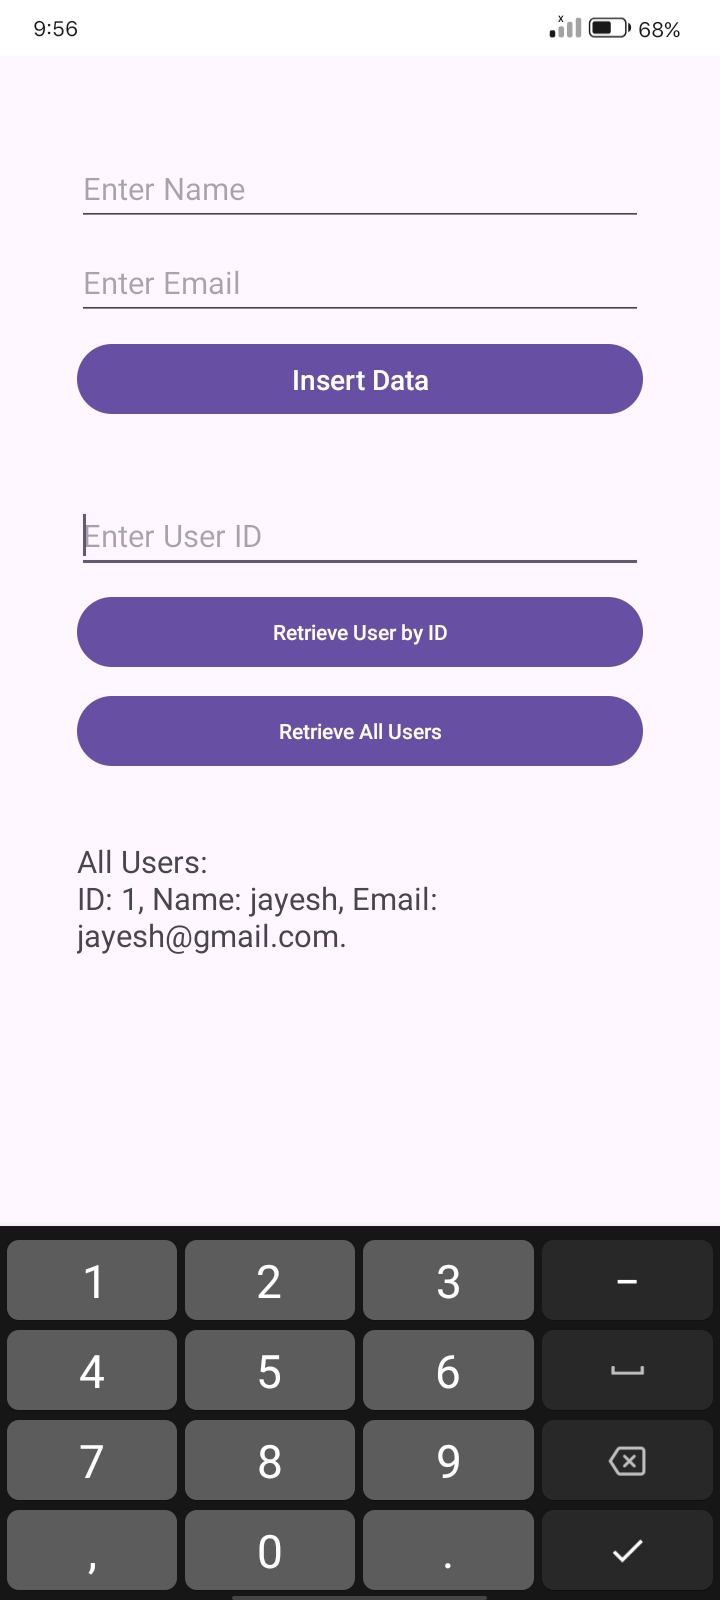 9:56
x
68%
Enter Name
Enter Email
Insert Data
Enter User ID
Retrieve User by ID
Retrieve All Users
All Users:
ID: 1, Name: jayesh, Email:
jayesh@gmail.com.
1 2 3 –
4 5 6
7 8 9
, 0 .